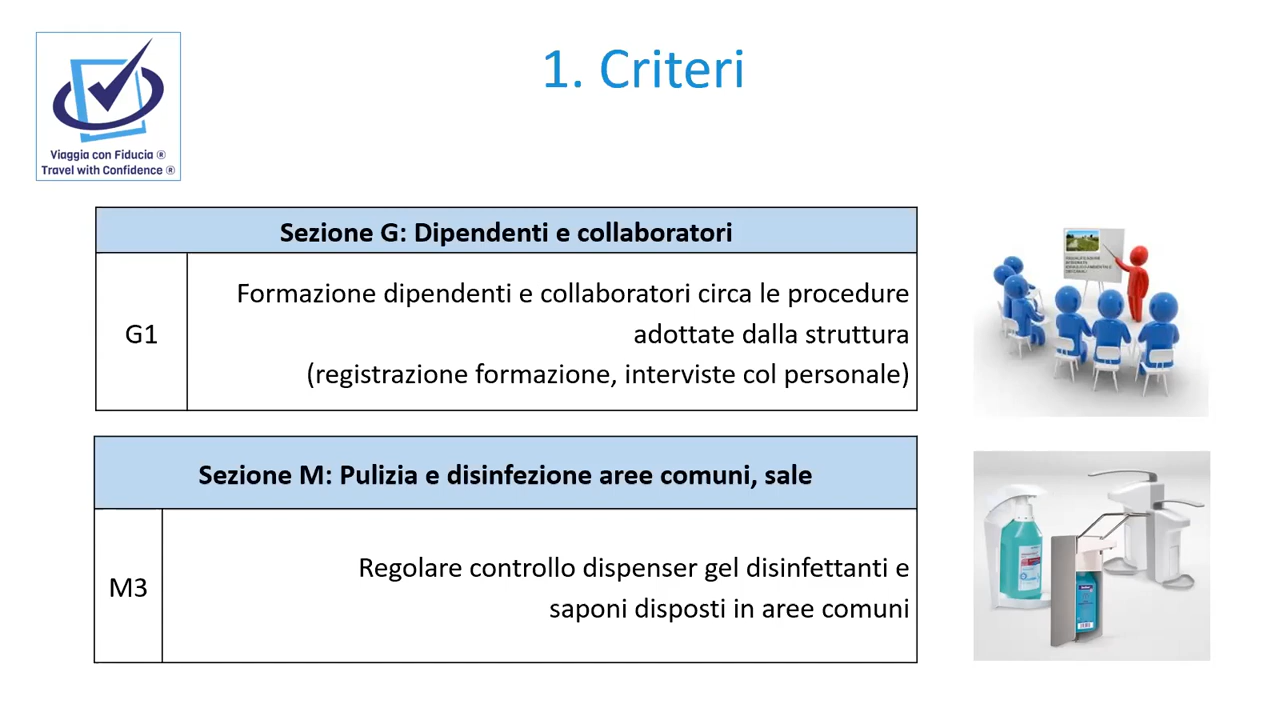 1. Criteri
Viaggia con Fiducia ®
Travel with Confidence ®
Sezione G: Dipendenti e collaboratori
G1
Formazione dipendenti e collaboratori circa le procedure
adottate dalla struttura
(registrazione formazione, interviste col personale)
Sezione M: Pulizia e disinfezione aree comuni, sale
M3
Regolare controllo dispenser gel disinfettanti e
saponi disposti in aree comuni